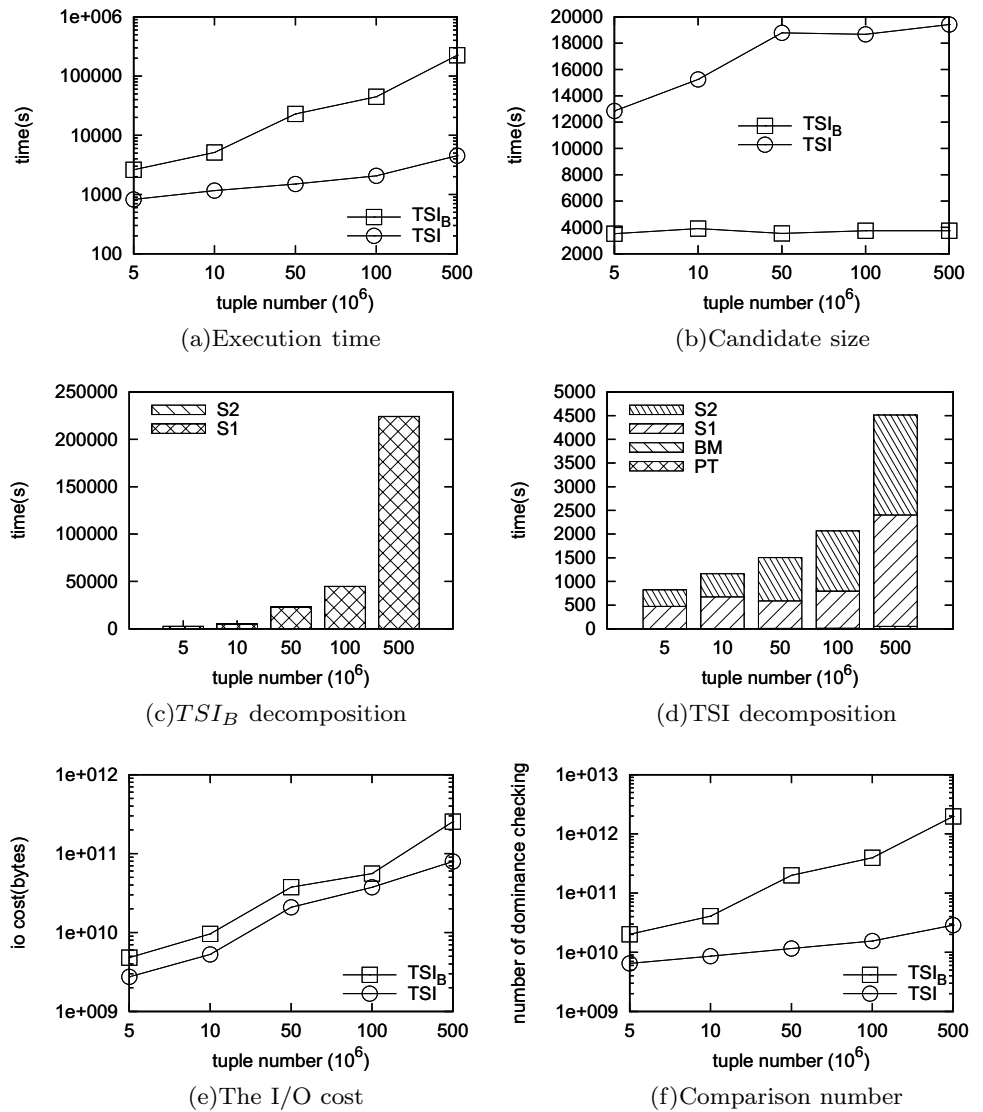 1e+006
100000
10000
1000
100
time(s)
5 10 50 100 500
tuple number (10^6)
TSI_B
TSI
(a)Execution time
20000
18000
16000
14000
12000
10000
8000
6000
4000
2000
time(s)
5 10 50 100 500
tuple number (10^6)
TSI_B
TSI
(b)Candidate size
250000
200000
150000
100000
50000
0
time(s)
S2
S1
5 10 50 100 500
tuple number (10^6)
(c)TSI_B decomposition
5000
4500
4000
3500
3000
2500
2000
1500
1000
500
0
time(s)
S2
S1
BM
PT
5 10 50 100 500
tuple number (10^6)
(d)TSI decomposition
1e+012
1e+011
1e+010
1e+009
io cost(bytes)
TSI_B
TSI
5 10 50 100 500
tuple number (10^6)
(e)The I/O cost
1e+013
1e+012
1e+011
1e+010
1e+009
number of dominance checking
TSI_B
TSI
5 10 50 100 500
tuple number (10^6)
(f)Comparison number